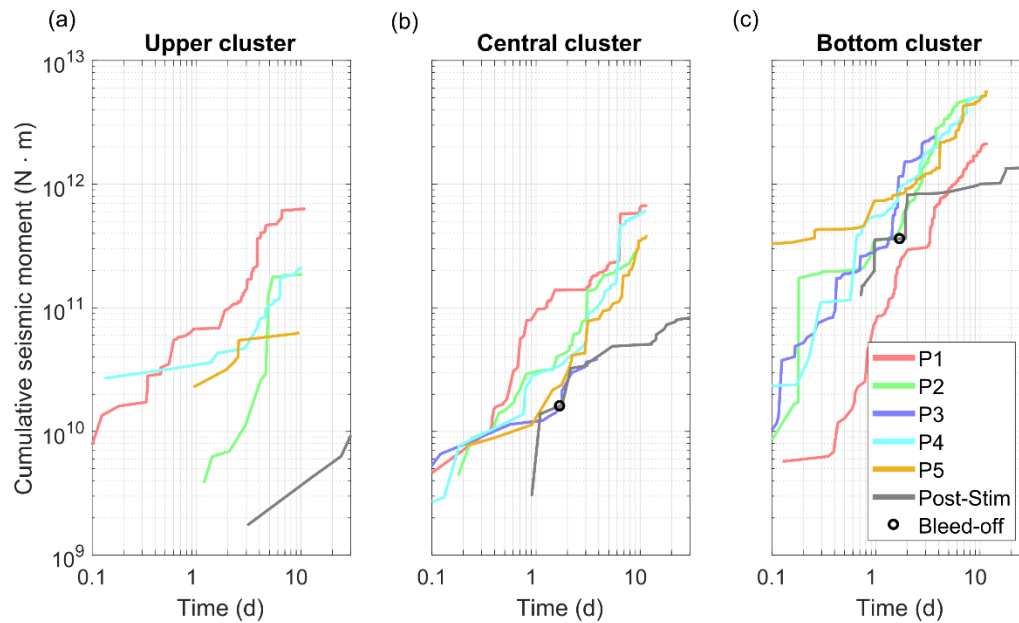 (a)
Upper cluster
(b)
Central cluster
(c)
Bottom cluster
Cumulative seismic moment (N · m)
10^13
10^12
10^11
10^10
10^9
0.1 1 10
Time (d)
0.1 1 10
Time (d)
0.1 1 10
Time (d)
P1
P2
P3
P4
P5
Post-Stim
Bleed-off